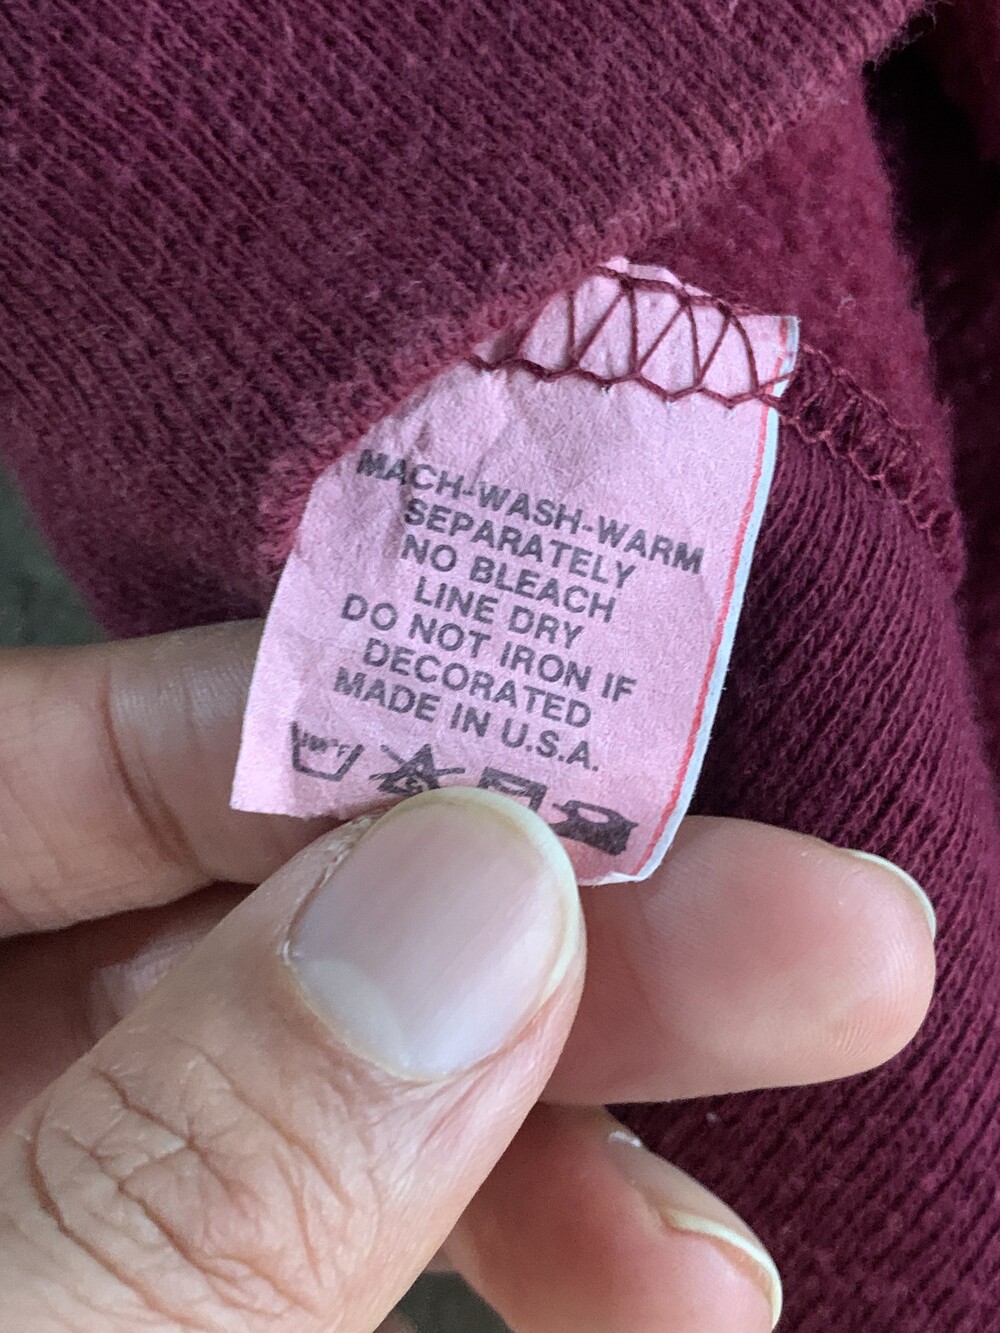 MACH-WASH-WARM
SEPARATELY
NO BLEACH
LINE DRY
DO NOT IRON IF
DECORATED
MADE IN U.S.A.